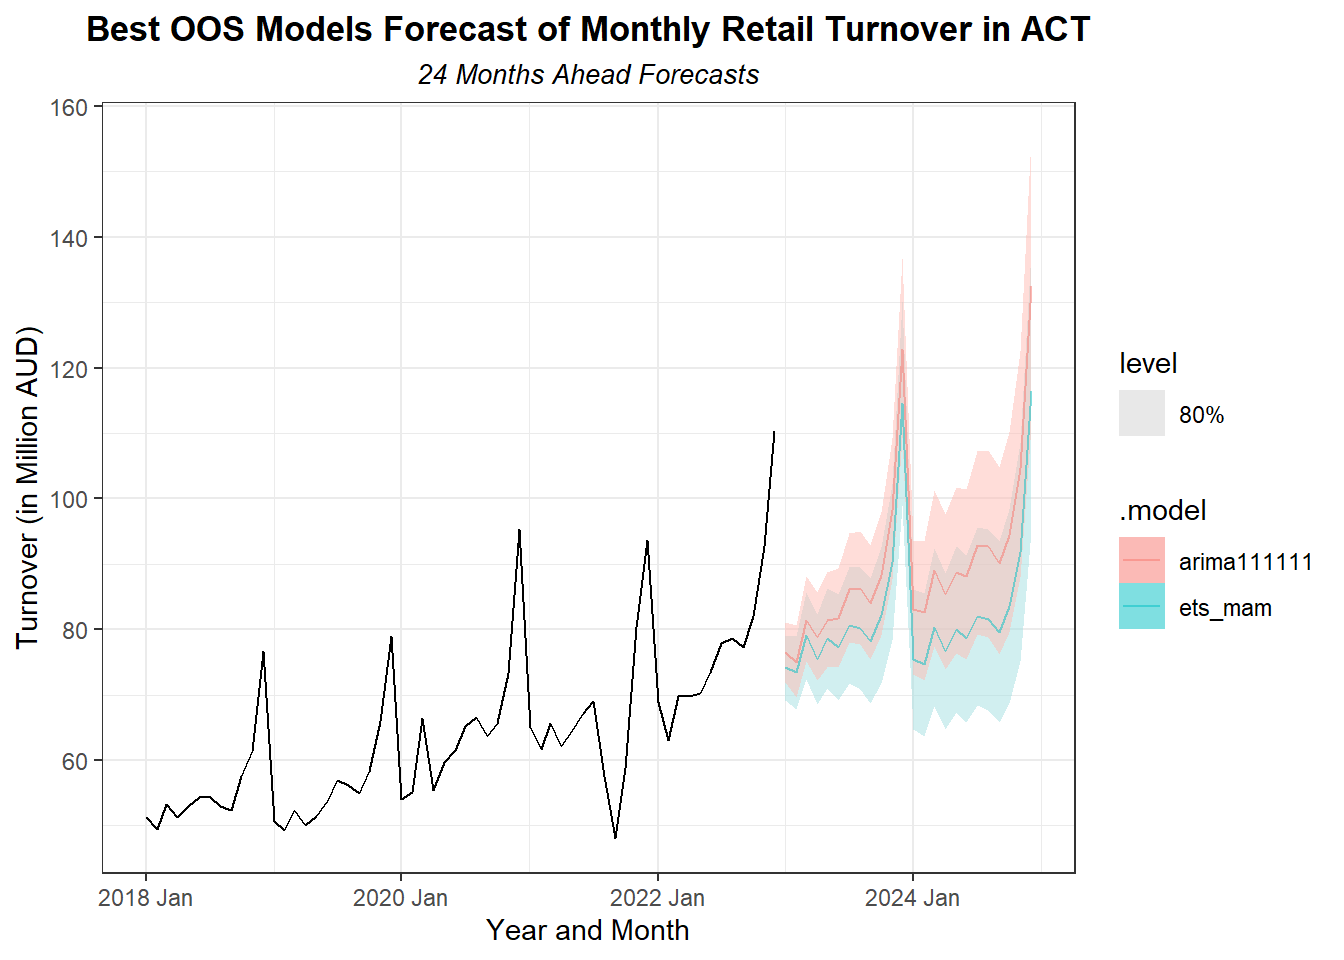 Best OOS Models Forecast of Monthly Retail Turnover in ACT
24 Months Ahead Forecasts
Turnover (in Million AUD)
160
140
120
100
80
60
2018 Jan
2020 Jan
2022 Jan
2024 Jan
Year and Month
level
80%
.model
arima111111
ets_mam